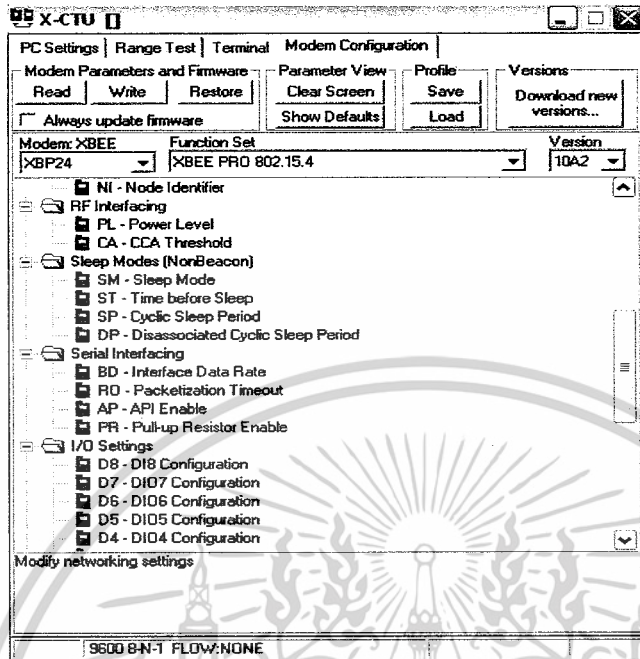 X-CTU []
PC Settings Range Test Terminal Modem Configuration
Modem Parameters and Firmware Parameter View Profile Versions
Read Write Restore Clear Screen Save Download new versions...
Always update firmware Show Defaults Load
Modem: XBEE Function Set Version
XBP24 XBEE PRO 802.15.4 10A2
NI - Node Identifier
RF Interfacing
PL - Power Level
CA - CCA Threshold
Sleep Modes (NonBeacon)
SM - Sleep Mode
ST - Time before Sleep
SP - Cyclic Sleep Period
DP - Disassociated Cyclic Sleep Period
Serial Interfacing
BD - Interface Data Rate
RO - Packetization Timeout
AP - API Enable
PR - Pull-up Resistor Enable
I/O Settings
D8 - DI8 Configuration
D7 - DIO7 Configuration
D6 - DIO6 Configuration
D5 - DIO5 Configuration
D4 - DIO4 Configuration
Modify networking settings
9600 8-N-1 FLOW:NONE